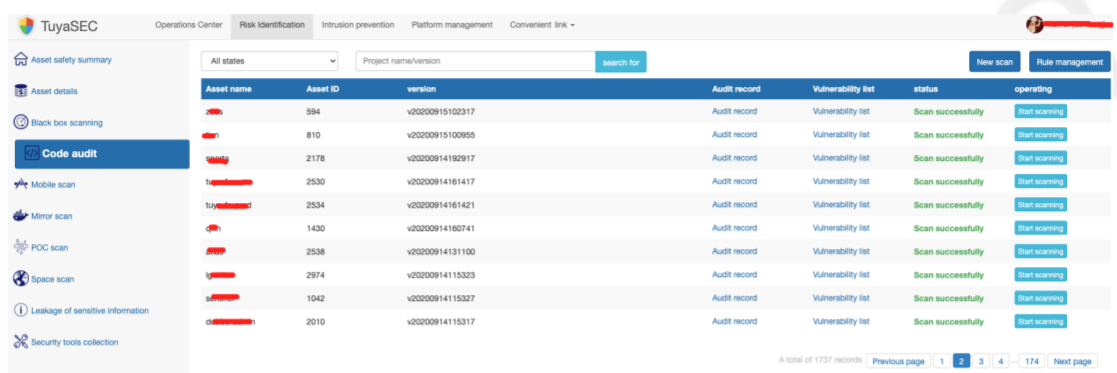 TuyaSEC Operations Center Risk Identification Intrusion prevention Platform management Convenient link
Asset safety summary
Asset details
Black box scanning
Code audit
Mobile scan
Mirror scan
POC scan
Space scan
Leakage of sensitive information
Security tools collection
All states Project name/version search for New scan Rule management
Asset name Asset ID version Audit record Vulnerability list status operating
594 v20200915102317 Audit record Vulnerability list Scan successfully Start scanning
810 v20200915100955 Audit record Vulnerability list Scan successfully Start scanning
2178 v20200914192917 Audit record Vulnerability list Scan successfully Start scanning
2530 v20200914161417 Audit record Vulnerability list Scan successfully Start scanning
2534 v20200914161421 Audit record Vulnerability list Scan successfully Start scanning
1430 v20200914160741 Audit record Vulnerability list Scan successfully Start scanning
2538 v20200914131100 Audit record Vulnerability list Scan successfully Start scanning
2974 v20200914115323 Audit record Vulnerability list Scan successfully Start scanning
1042 v20200914115327 Audit record Vulnerability list Scan successfully Start scanning
2010 v20200914115317 Audit record Vulnerability list Scan successfully Start scanning
A total of 1737 records Previous page 1 2 3 4 ... 174 Next page